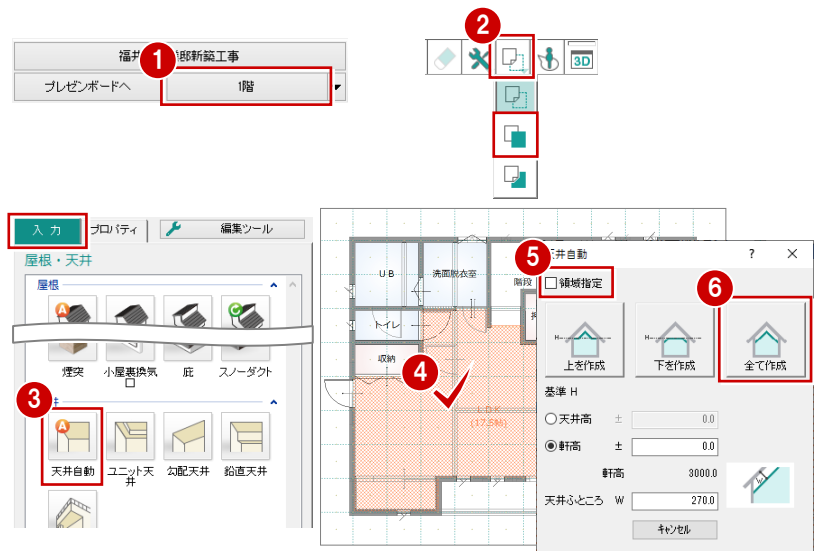 2
1
福井 邸新築工事
プレゼンボードへ
1階
3D
入力
プロパティ
編集ツール
屋根・天井
屋根
煙突
小屋裏換気口
庇
スノーダクト
3
井
天井自動
ユニット天井
勾配天井
鉛直天井
UB
洗面脱衣室
階段
トイレ
収納
4
LDK
(17.5帖)
5
天井自動
?
×
領域指定
6
H
上を作成
H
下を作成
全て作成
基準 H
天井高 ± 0.0
軒高 ± 0.0
軒高 3000.0
天井ふところ W 270.0
W
キャンセル